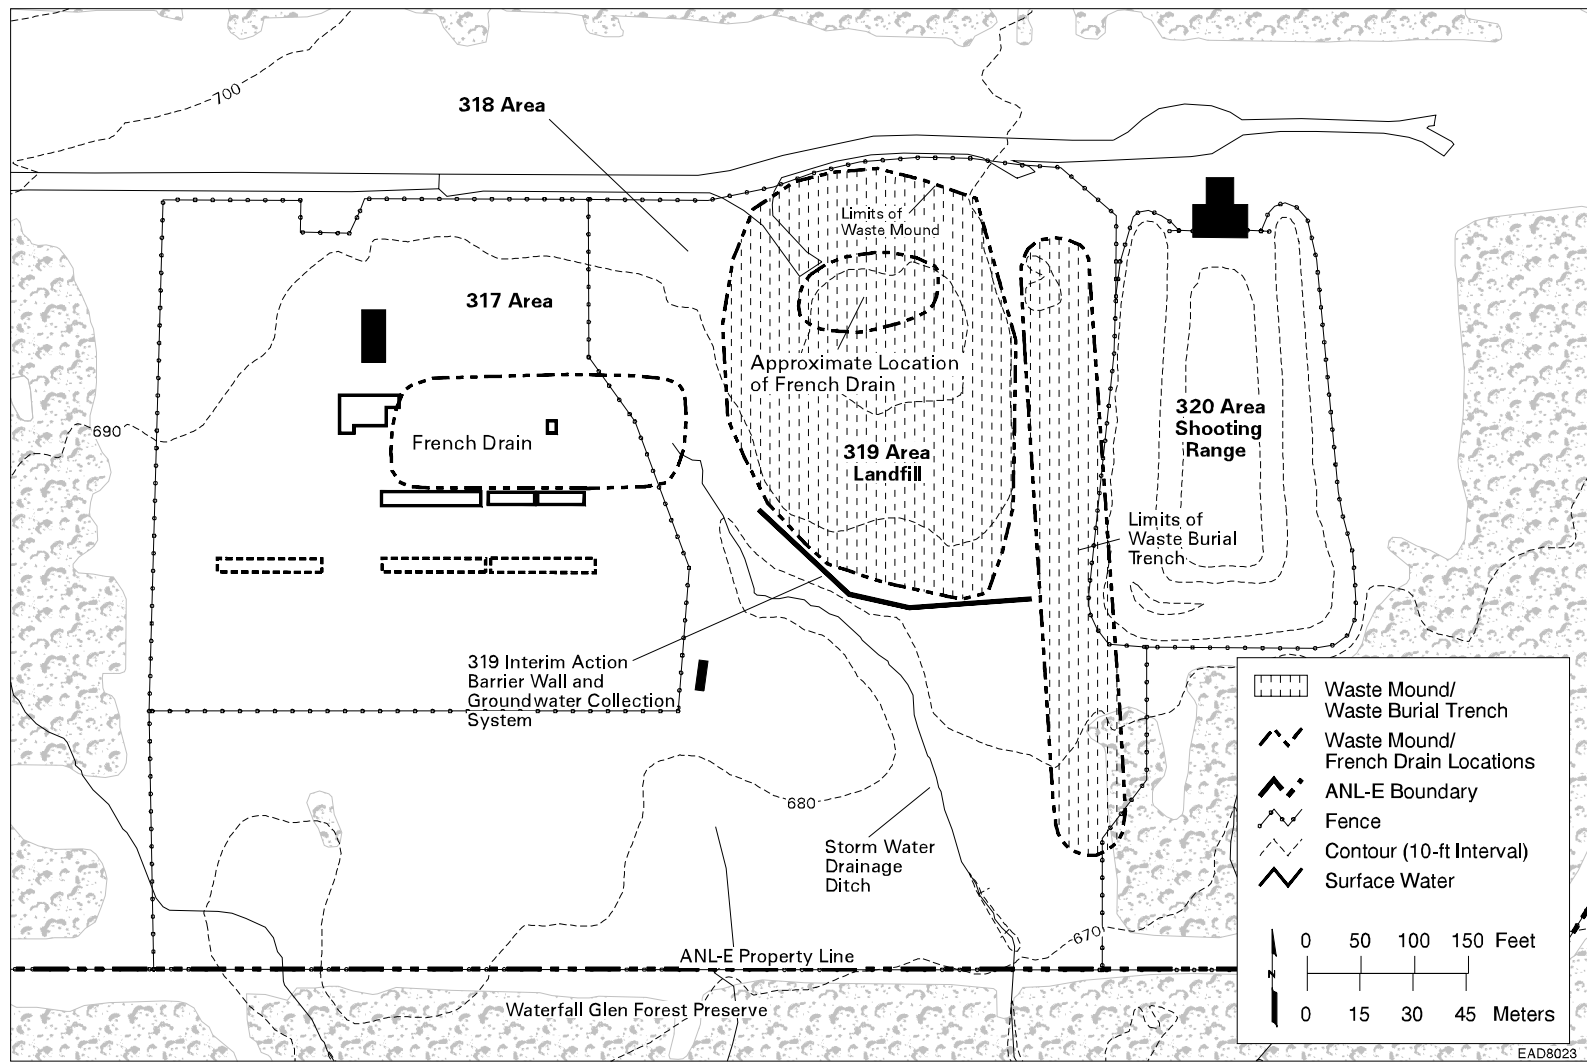 700
318 Area
Limits of
Waste Mound
317 Area
Approximate Location
of French Drain
690
French Drain
319 Area
Landfill
320 Area
Shooting
Range
Limits of
Waste Burial
Trench
319 Interim Action
Barrier Wall and
Groundwater Collection
System
680
Storm Water
Drainage
Ditch
670
ANL-E Property Line
Waterfall Glen Forest Preserve
Waste Mound/
Waste Burial Trench
Waste Mound/
French Drain Locations
ANL-E Boundary
Fence
Contour (10-ft Interval)
Surface Water
N
0 50 100 150 Feet
0 15 30 45 Meters
EAD8023